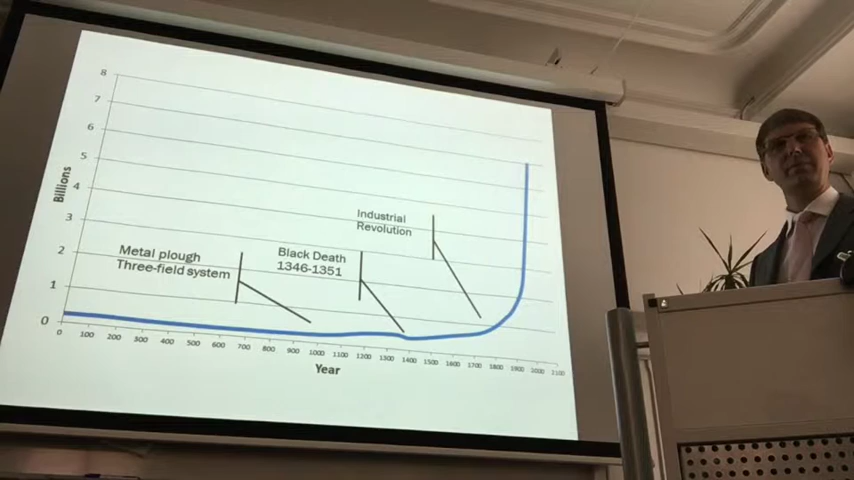 8
7
6
5
4
3
2
1
0
Billions
Industrial
Revolution
Metal plough
Three-field system
Black Death
1346-1351
0 100 200 300 400 500 600 700 800 900 1000 1100 1200 1300 1400 1500 1600 1700 1800 1900 2000 2100
Year